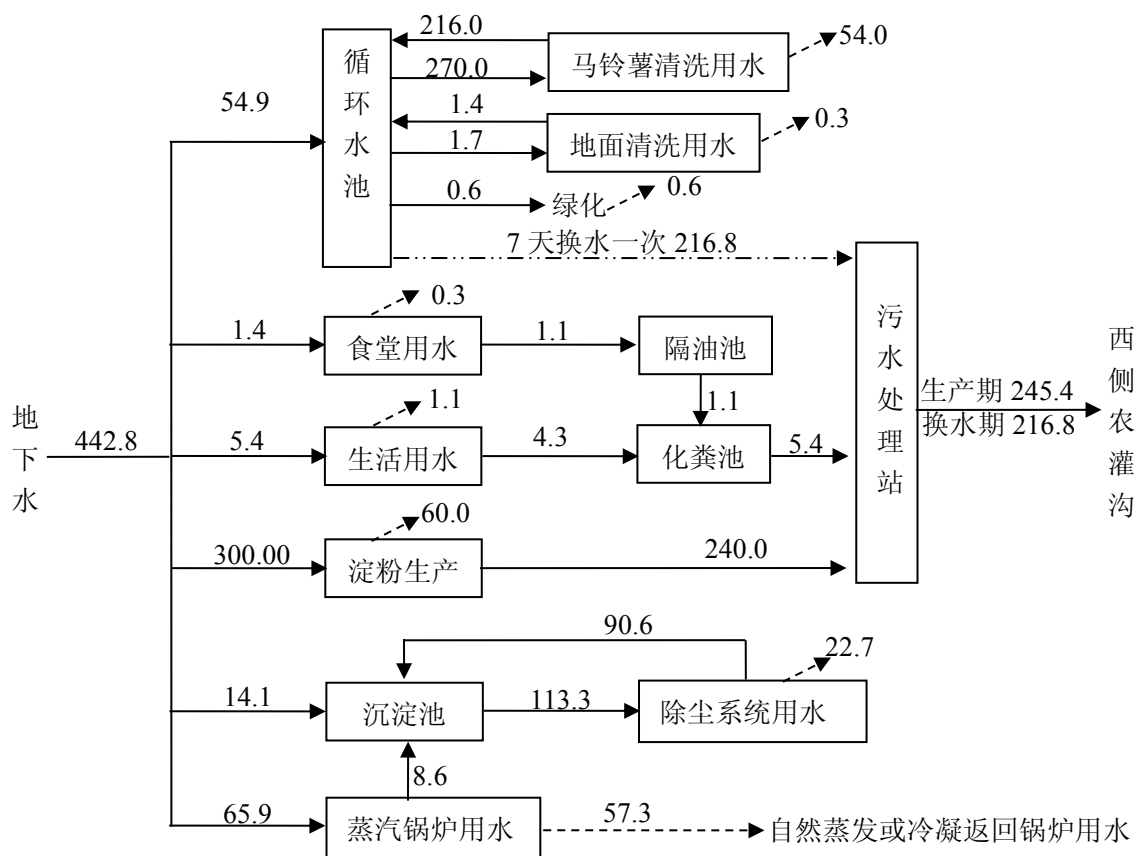 216.0
54.0
马铃薯清洗用水
270.0
循环水池
54.9
1.4
0.3
地面清洗用水
1.7
0.6
绿化
0.6
7 天换水一次 216.8
0.3
1.4
食堂用水
1.1
隔油池
1.1
1.1
地下水
442.8
5.4
生活用水
4.3
化粪池
5.4
污水处理站
生产期 245.4
换水期 216.8
西侧农灌沟
60.0
300.00
淀粉生产
240.0
90.6
22.7
14.1
沉淀池
113.3
除尘系统用水
8.6
65.9
蒸汽锅炉用水
57.3
自然蒸发或冷凝返回锅炉用水